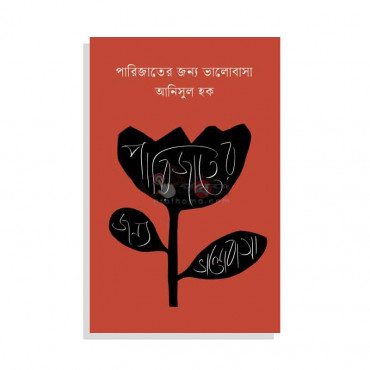 পারিজাতের জন্য ভালোবাসা
আনিসুল হক
পারিজাতের
জন্য
ভালোবাসা